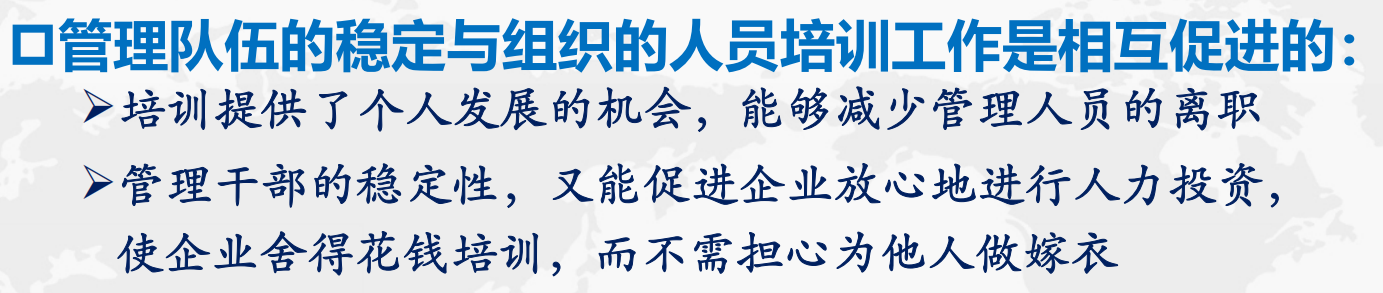 管理队伍的稳定与组织的人员培训工作是相互促进的：
培训提供了个人发展的机会，能够减少管理人员的离职
管理干部的稳定性，又能促进企业放心地进行人力投资，
使企业舍得花钱培训，而不需担心为他人做嫁衣